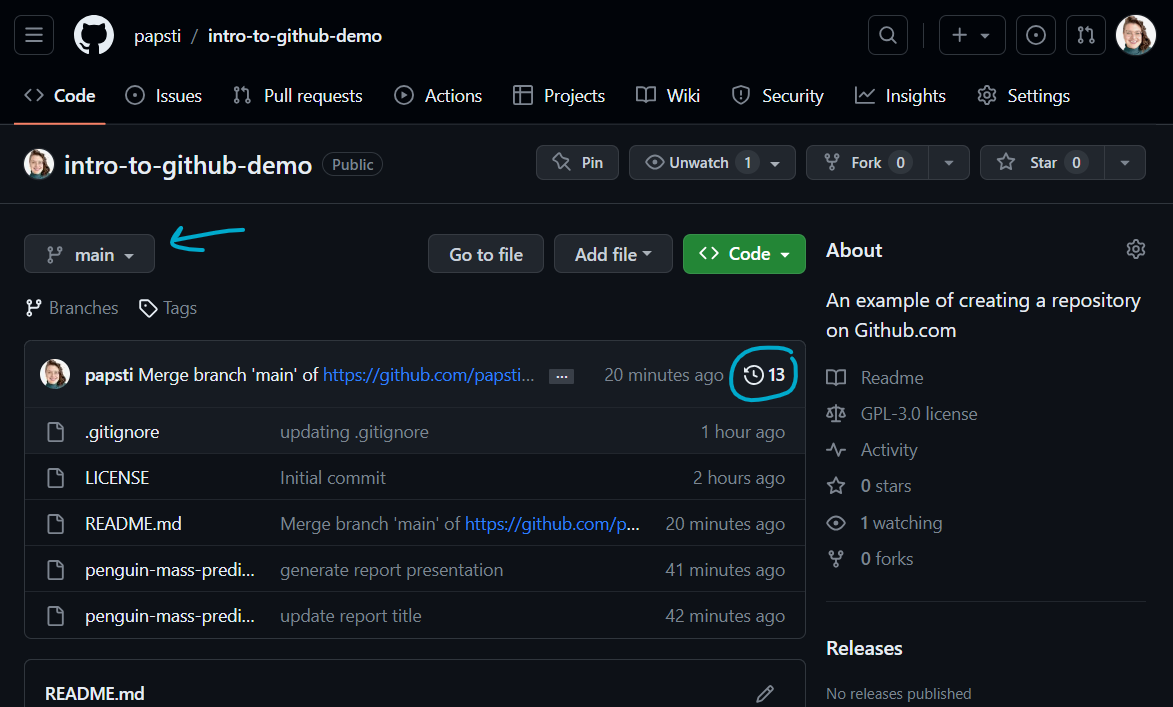 papsti / intro-to-github-demo
Code Issues Pull requests Actions Projects Wiki Security Insights Settings
intro-to-github-demo Public Pin Unwatch 1 Fork 0 Star 0
main Go to file Add file Code
Branches Tags
papsti Merge branch 'main' of https://github.com/papsti... ... 20 minutes ago 13
.gitignore updating .gitignore 1 hour ago
LICENSE Initial commit 2 hours ago
README.md Merge branch 'main' of https://github.com/p... 20 minutes ago
penguin-mass-predi... generate report presentation 41 minutes ago
penguin-mass-predi... update report title 42 minutes ago
README.md
About
An example of creating a repository
on Github.com
Readme
GPL-3.0 license
Activity
0 stars
1 watching
0 forks
Releases
No releases published